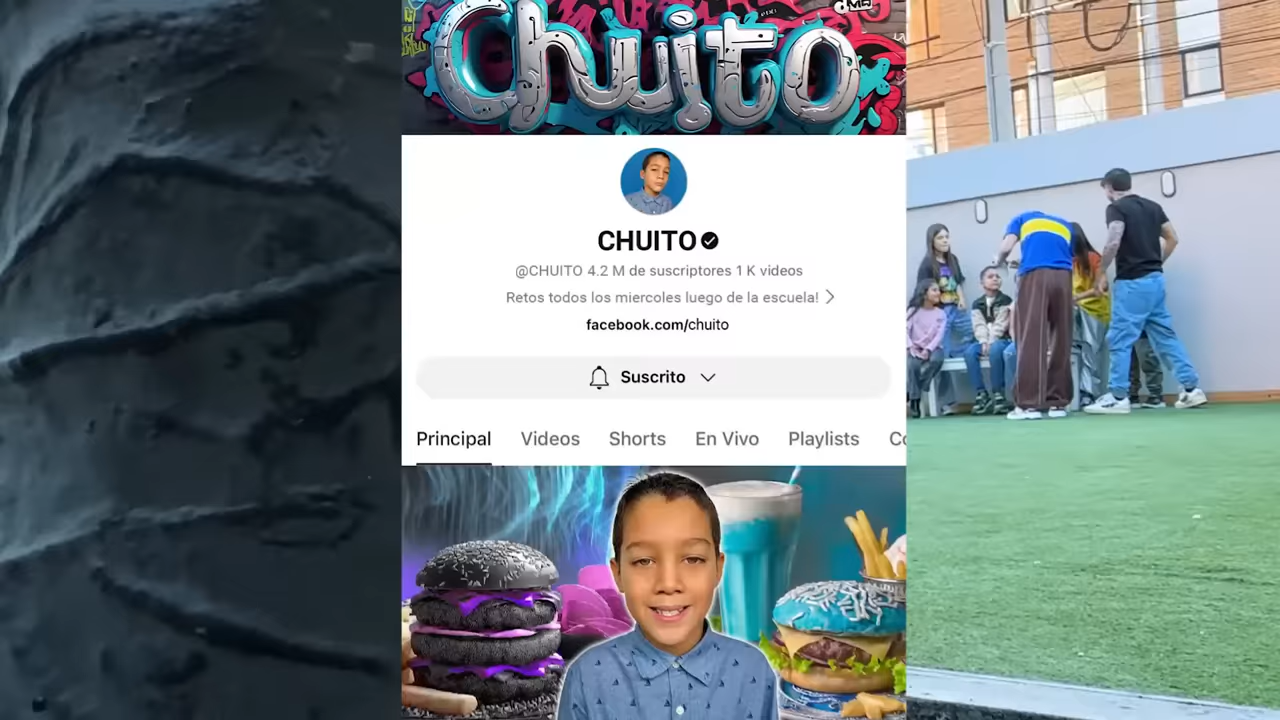 Chuito
CHUITO
@CHUITO 4.2 M de suscriptores 1 K videos
Retos todos los miercoles luego de la escuela!
facebook.com/chuito
Suscrito
Principal Videos Shorts En Vivo Playlists Co